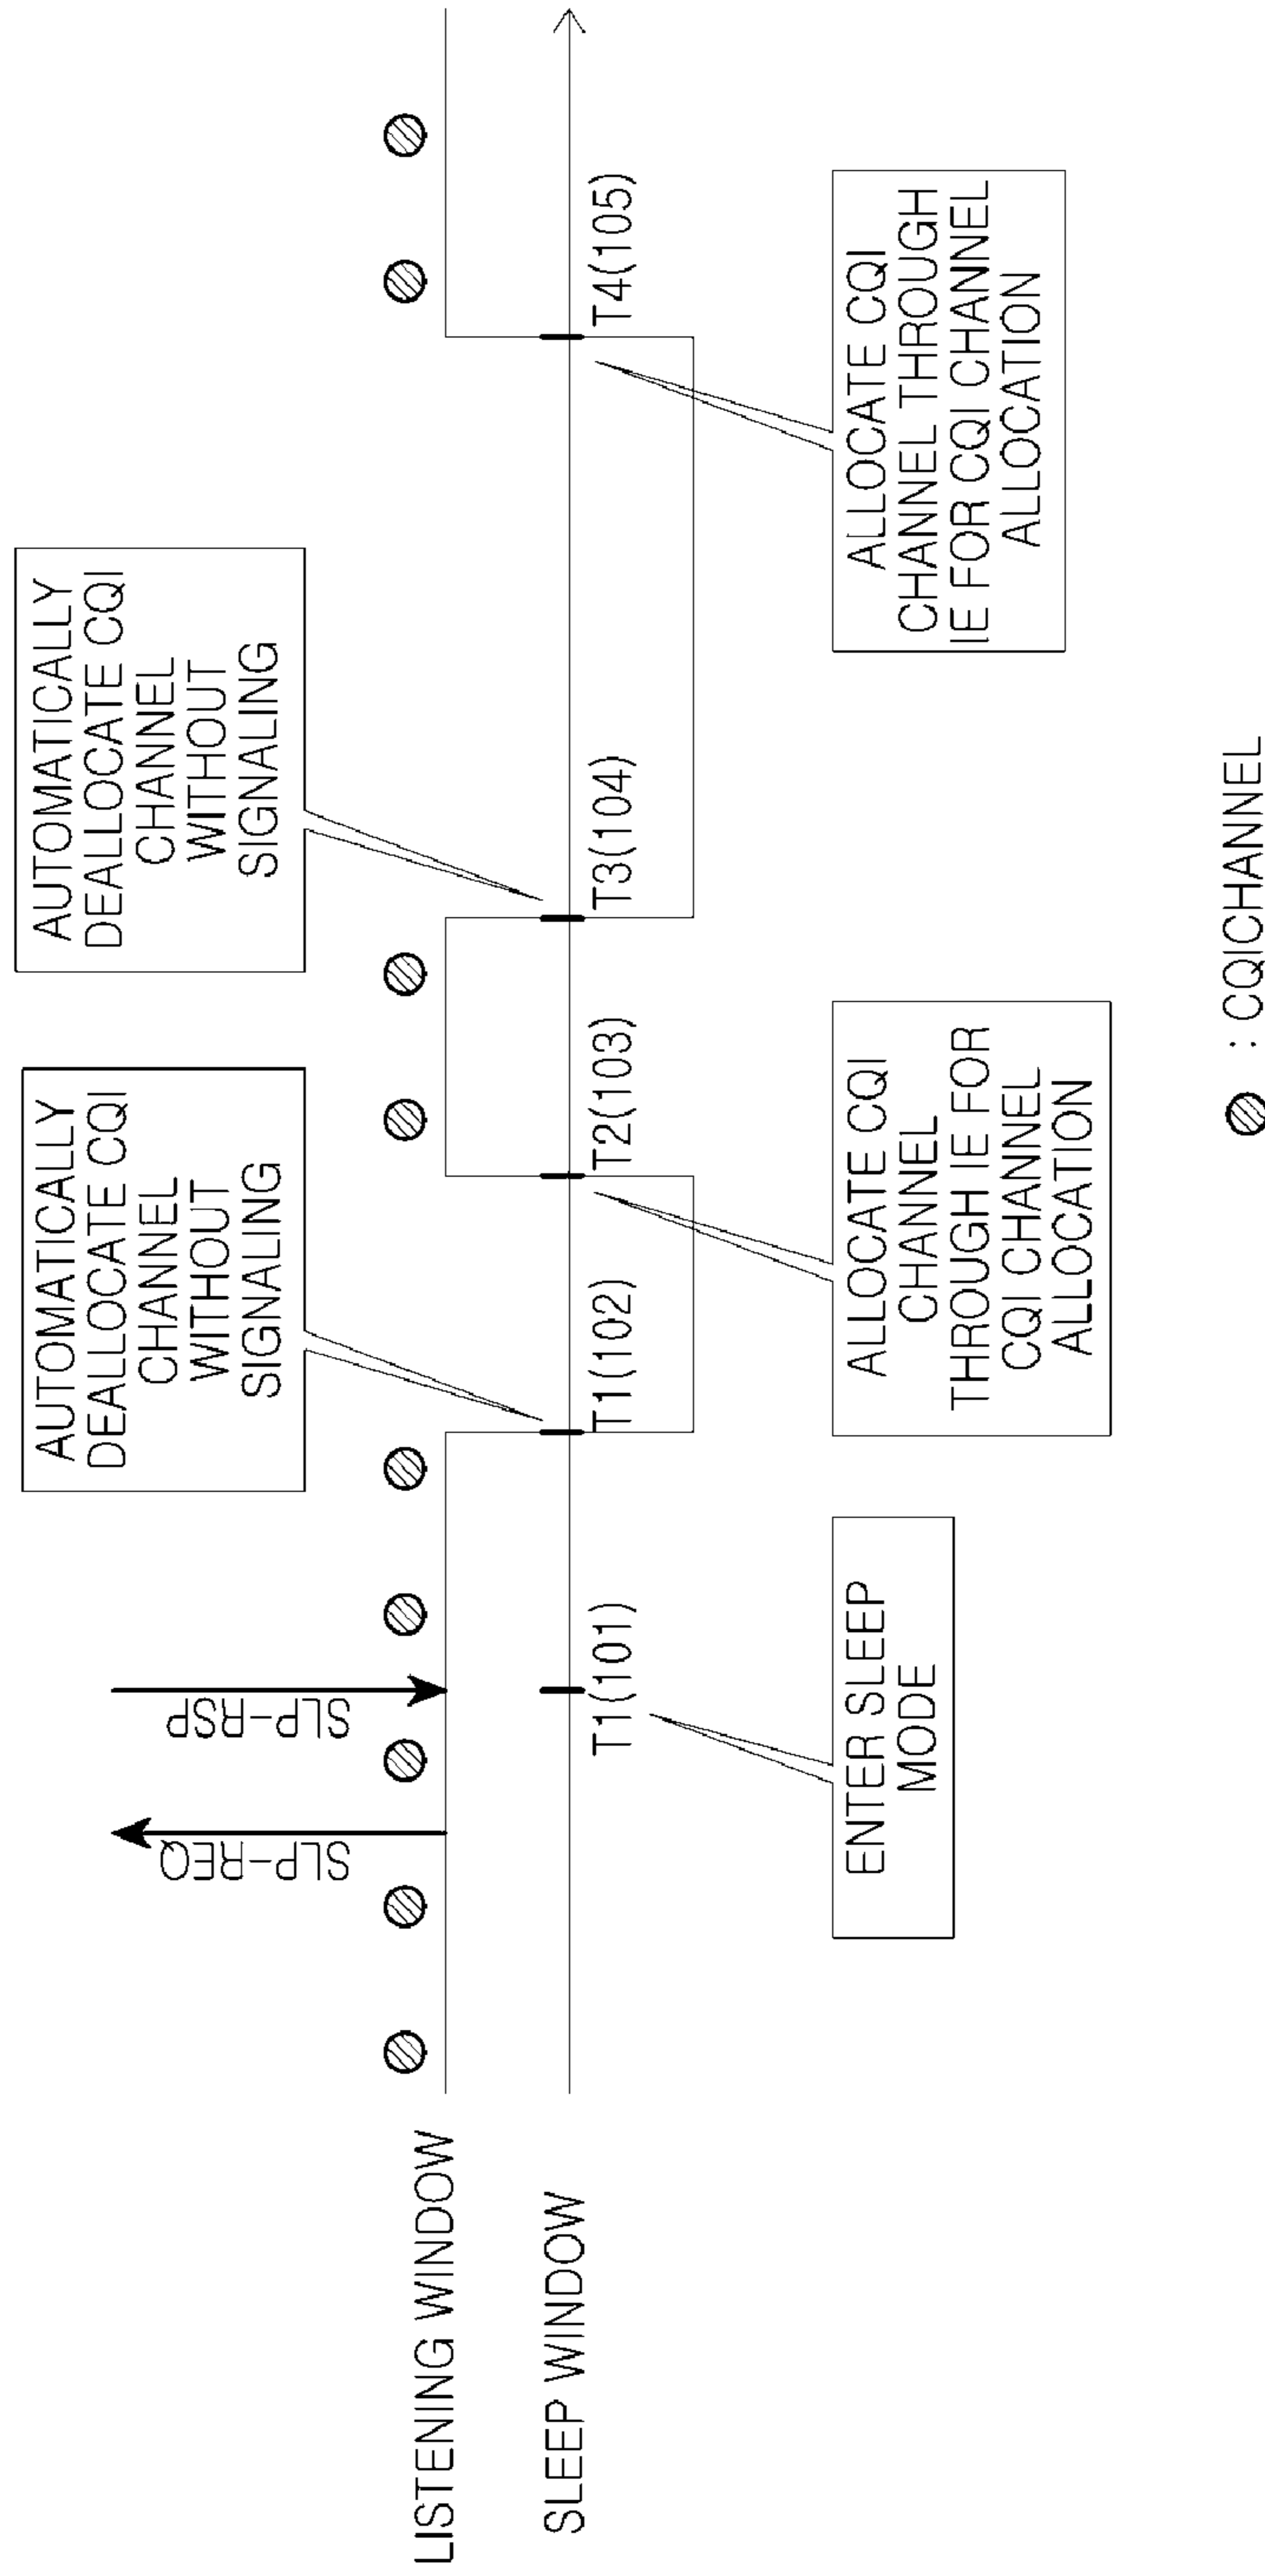 AUTOMATICALLY
DEALLOCATE CQI
CHANNEL
WITHOUT
SIGNALING
AUTOMATICALLY
DEALLOCATE CQI
CHANNEL
WITHOUT
SIGNALING
SLP-REQ
SLP-RSP
LISTENING WINDOW
SLEEP WINDOW
T1(101)
T1(102)
T2(103)
T3(104)
T4(105)
ENTER SLEEP
MODE
ALLOCATE CQI
CHANNEL
THROUGH IE FOR
CQI CHANNEL
ALLOCATION
ALLOCATE CQI
CHANNEL THROUGH
IE FOR CQI CHANNEL
ALLOCATION
: CQICHANNEL